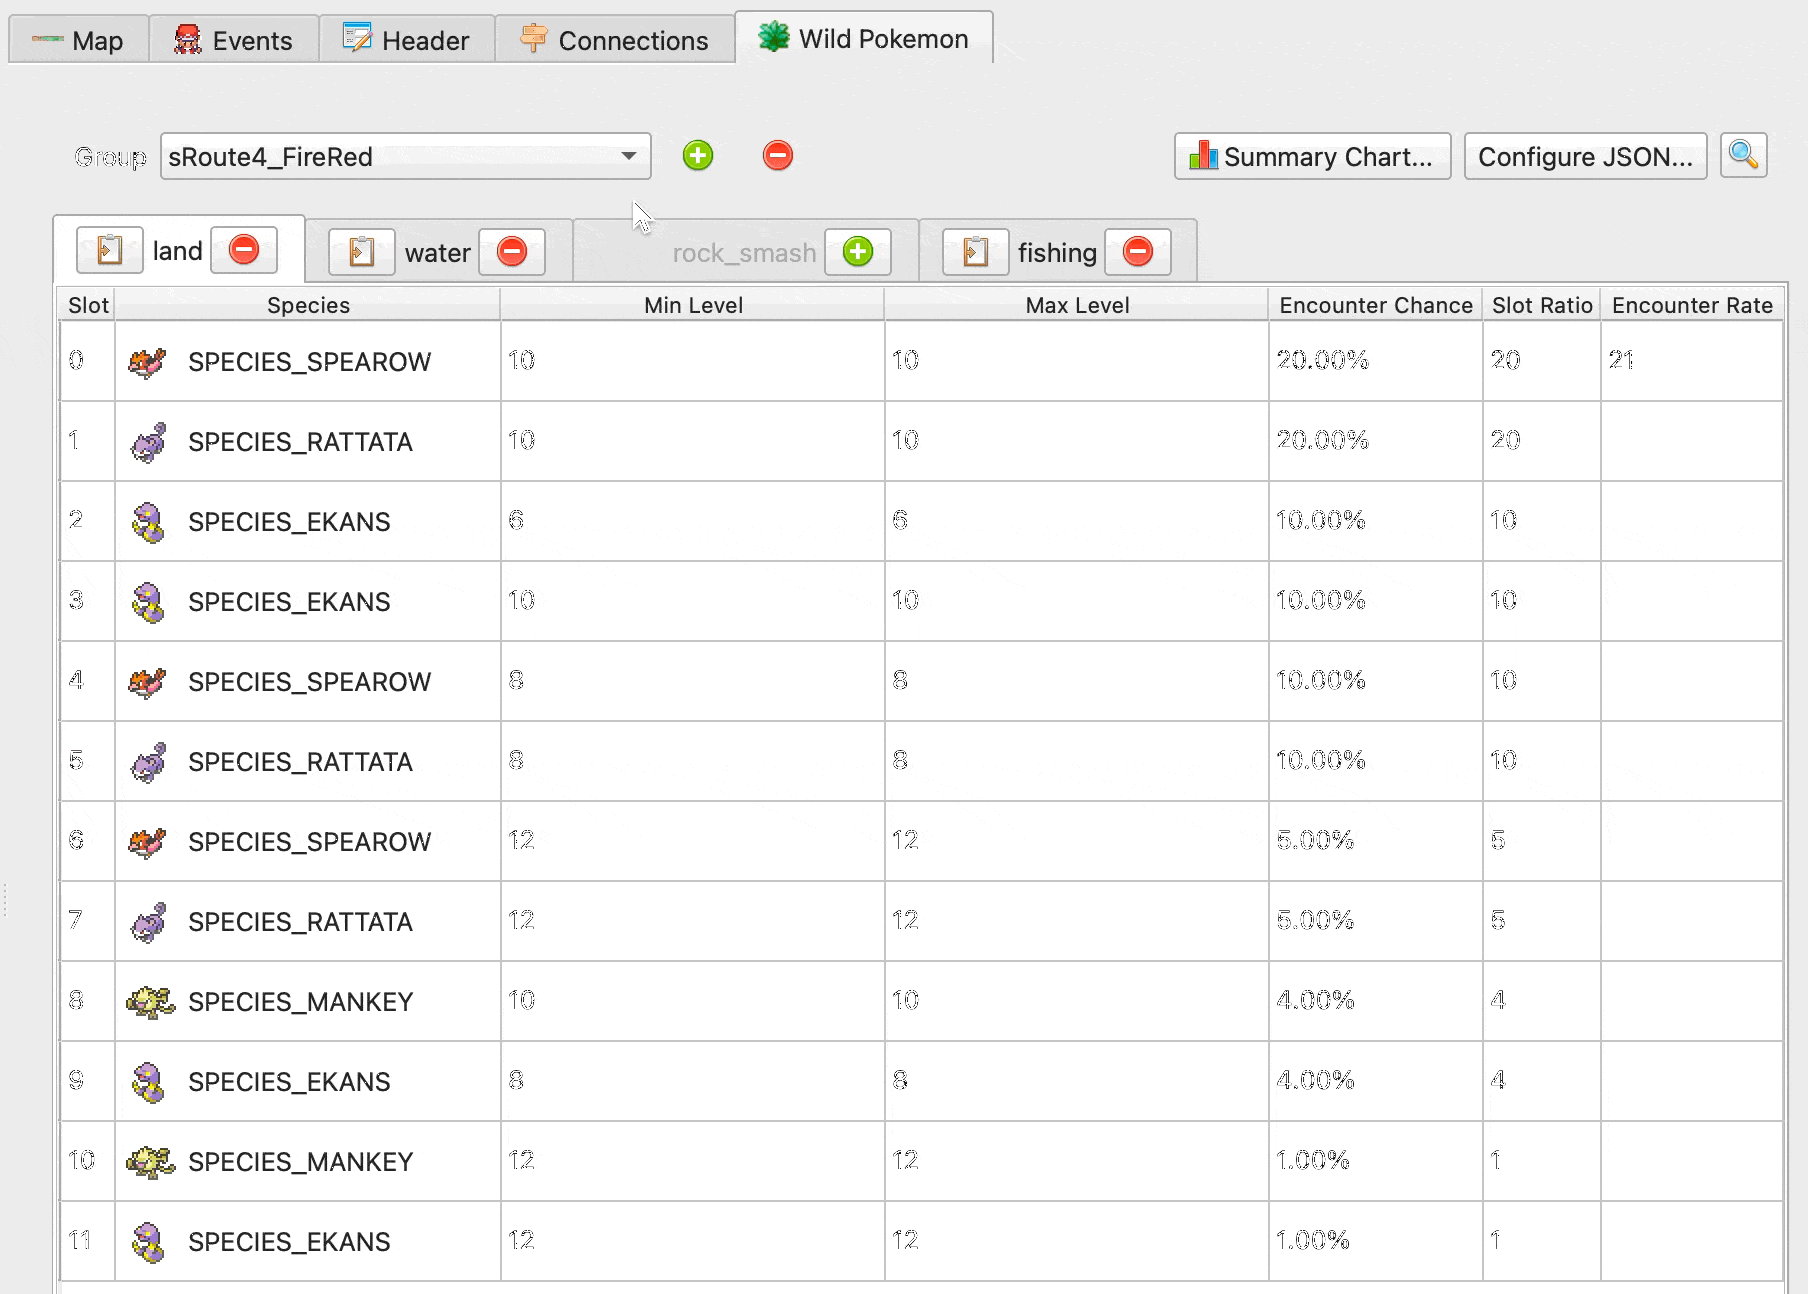 Map Events Header Connections Wild Pokemon
Group sRoute4_FireRed Summary Chart... Configure JSON...
land water rock_smash fishing
Slot Species Min Level Max Level Encounter Chance Slot Ratio Encounter Rate
0 SPECIES_SPEAROW 10 10 20.00% 20 21
1 SPECIES_RATTATA 10 10 20.00% 20
2 SPECIES_EKANS 6 6 10.00% 10
3 SPECIES_EKANS 10 10 10.00% 10
4 SPECIES_SPEAROW 8 8 10.00% 10
5 SPECIES_RATTATA 8 8 10.00% 10
6 SPECIES_SPEAROW 12 12 5.00% 5
7 SPECIES_RATTATA 12 12 5.00% 5
8 SPECIES_MANKEY 10 10 4.00% 4
9 SPECIES_EKANS 8 8 4.00% 4
10 SPECIES_MANKEY 12 12 1.00% 1
11 SPECIES_EKANS 12 12 1.00% 1